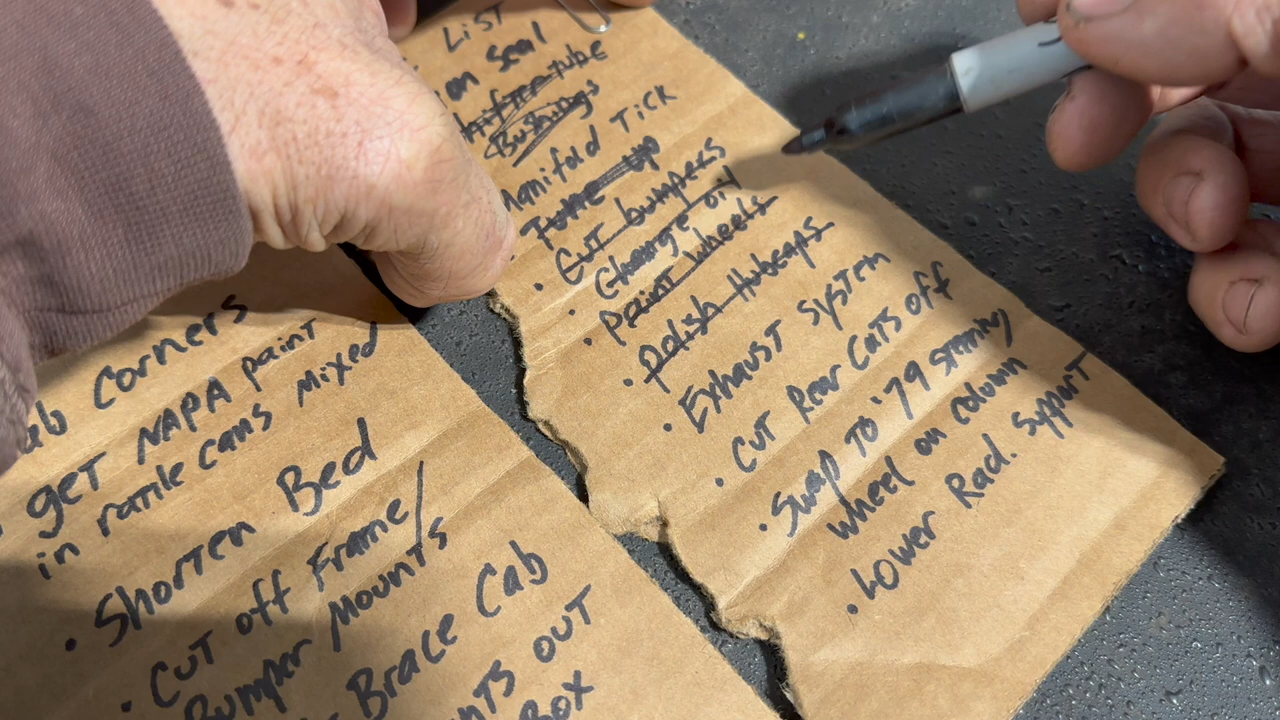 LIST
on Seal
shifter tube
Bushings
Manifold Tick
Tune-up
Cut bumpers
Change oil
Paint wheels
Polish Hubcaps
Exhaust System
Cut Rear Cats off
Swap to '79 steering
wheel on column
Lower Rad. Support
Corners
get NAPA paint
in rattle cans mixed
Shorten Bed
Cut off Frame/
Bumper Mounts
Brace Cab
out
Box